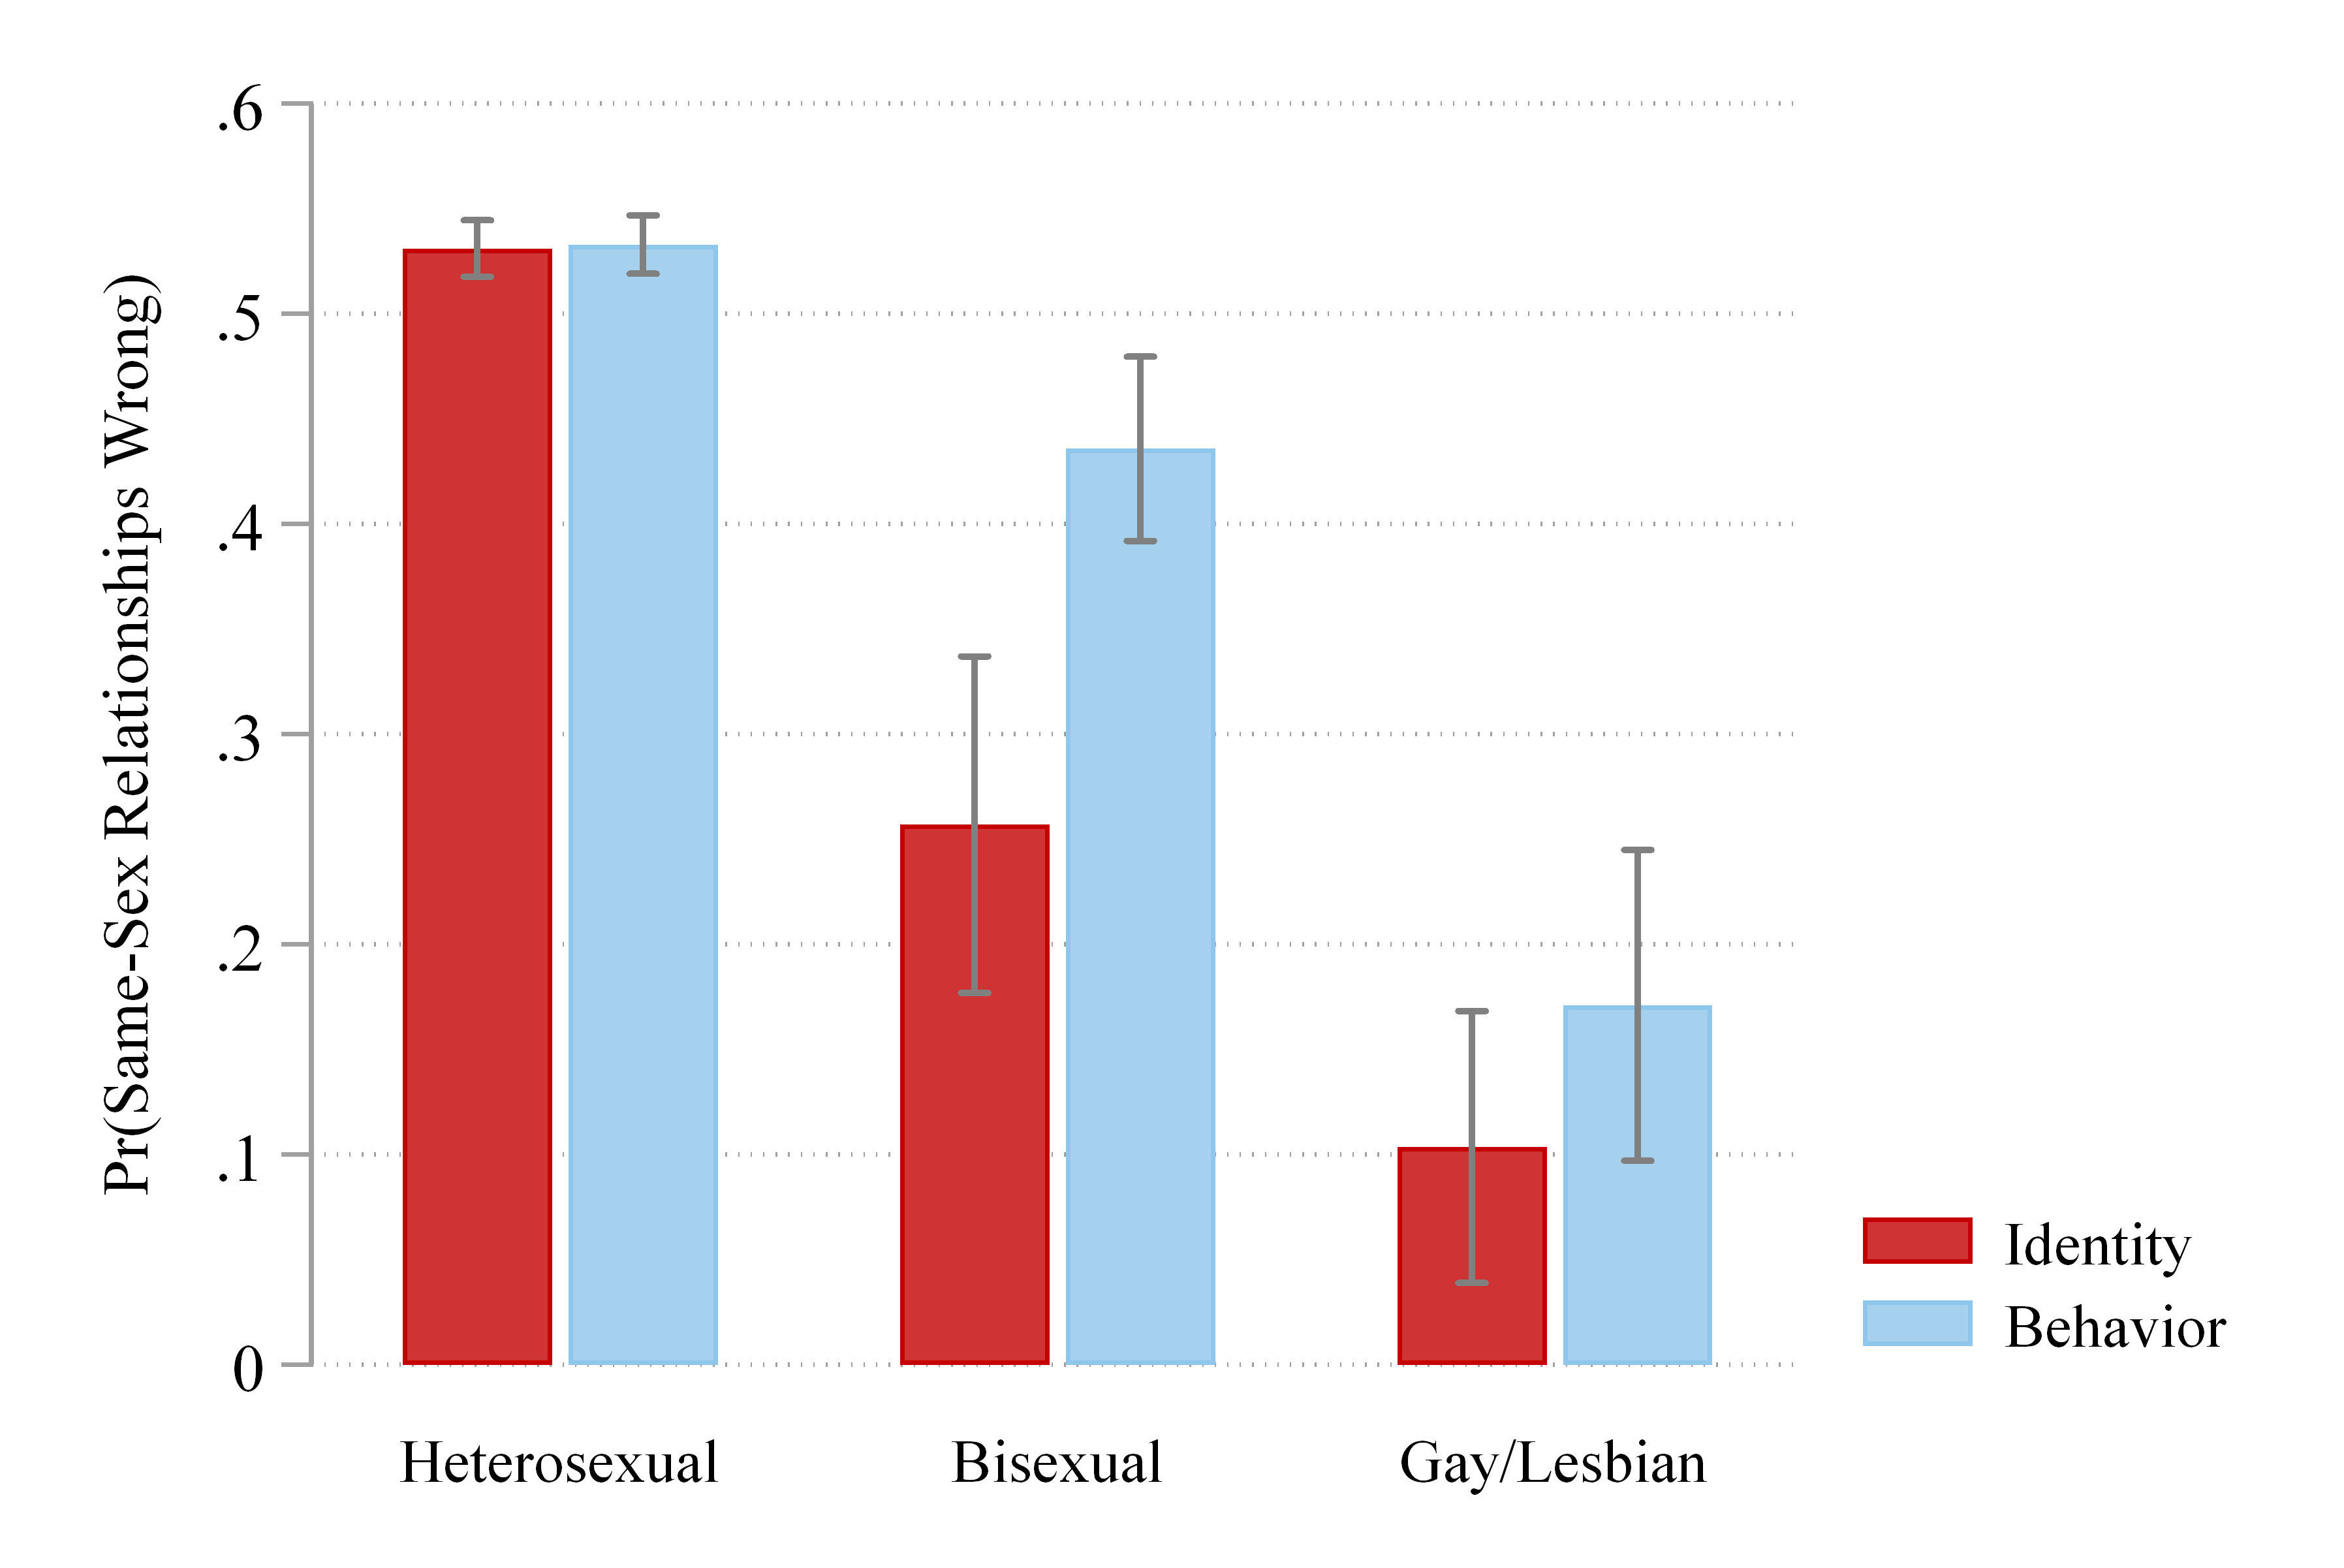 Pr(Same-Sex Relationships Wrong)
.6
.5
.4
.3
.2
.1
0
Heterosexual
Bisexual
Gay/Lesbian
Identity
Behavior